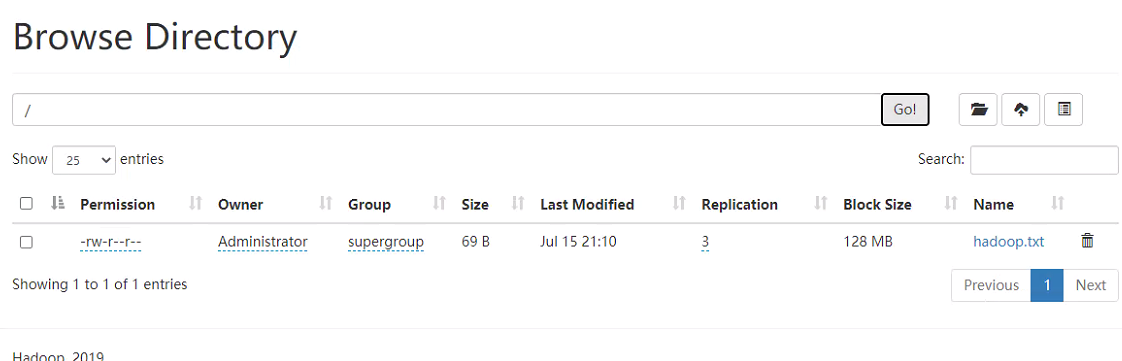 Browse Directory
/ Go!
Show 25 entries Search:
Permission Owner Group Size Last Modified Replication Block Size Name
-rw-r--r-- Administrator supergroup 69 B Jul 15 21:10 3 128 MB hadoop.txt
Showing 1 to 1 of 1 entries Previous 1 Next
Hadoop, 2019.